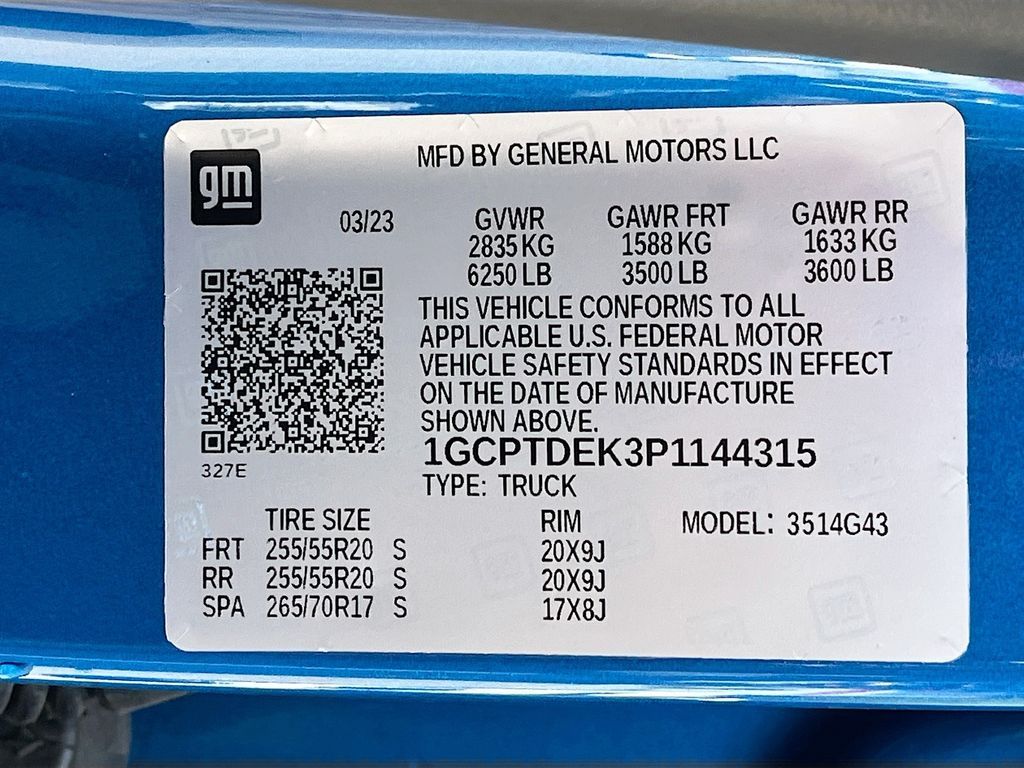 gm
MFD BY GENERAL MOTORS LLC
03/23 GVWR GAWR FRT GAWR RR
2835 KG 1588 KG 1633 KG
6250 LB 3500 LB 3600 LB
THIS VEHICLE CONFORMS TO ALL
APPLICABLE U.S. FEDERAL MOTOR
VEHICLE SAFETY STANDARDS IN EFFECT
ON THE DATE OF MANUFACTURE
SHOWN ABOVE.
1GCPTDEK3P1144315
327E
TYPE: TRUCK
TIRE SIZE RIM MODEL: 3514G43
FRT 255/55R20 S 20X9J
RR 255/55R20 S 20X9J
SPA 265/70R17 S 17X8J